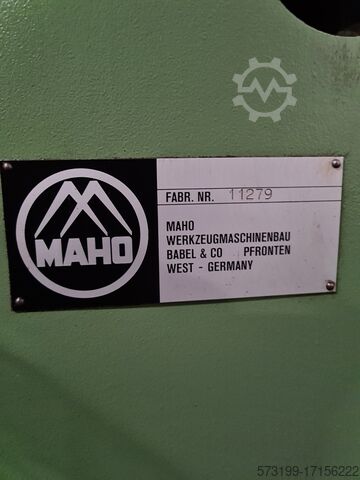 MAHO
FABR. NR. 11279
MAHO
WERKZEUGMASCHINENBAU
BABEL & CO PFRONTEN
WEST - GERMANY
573199-17156222